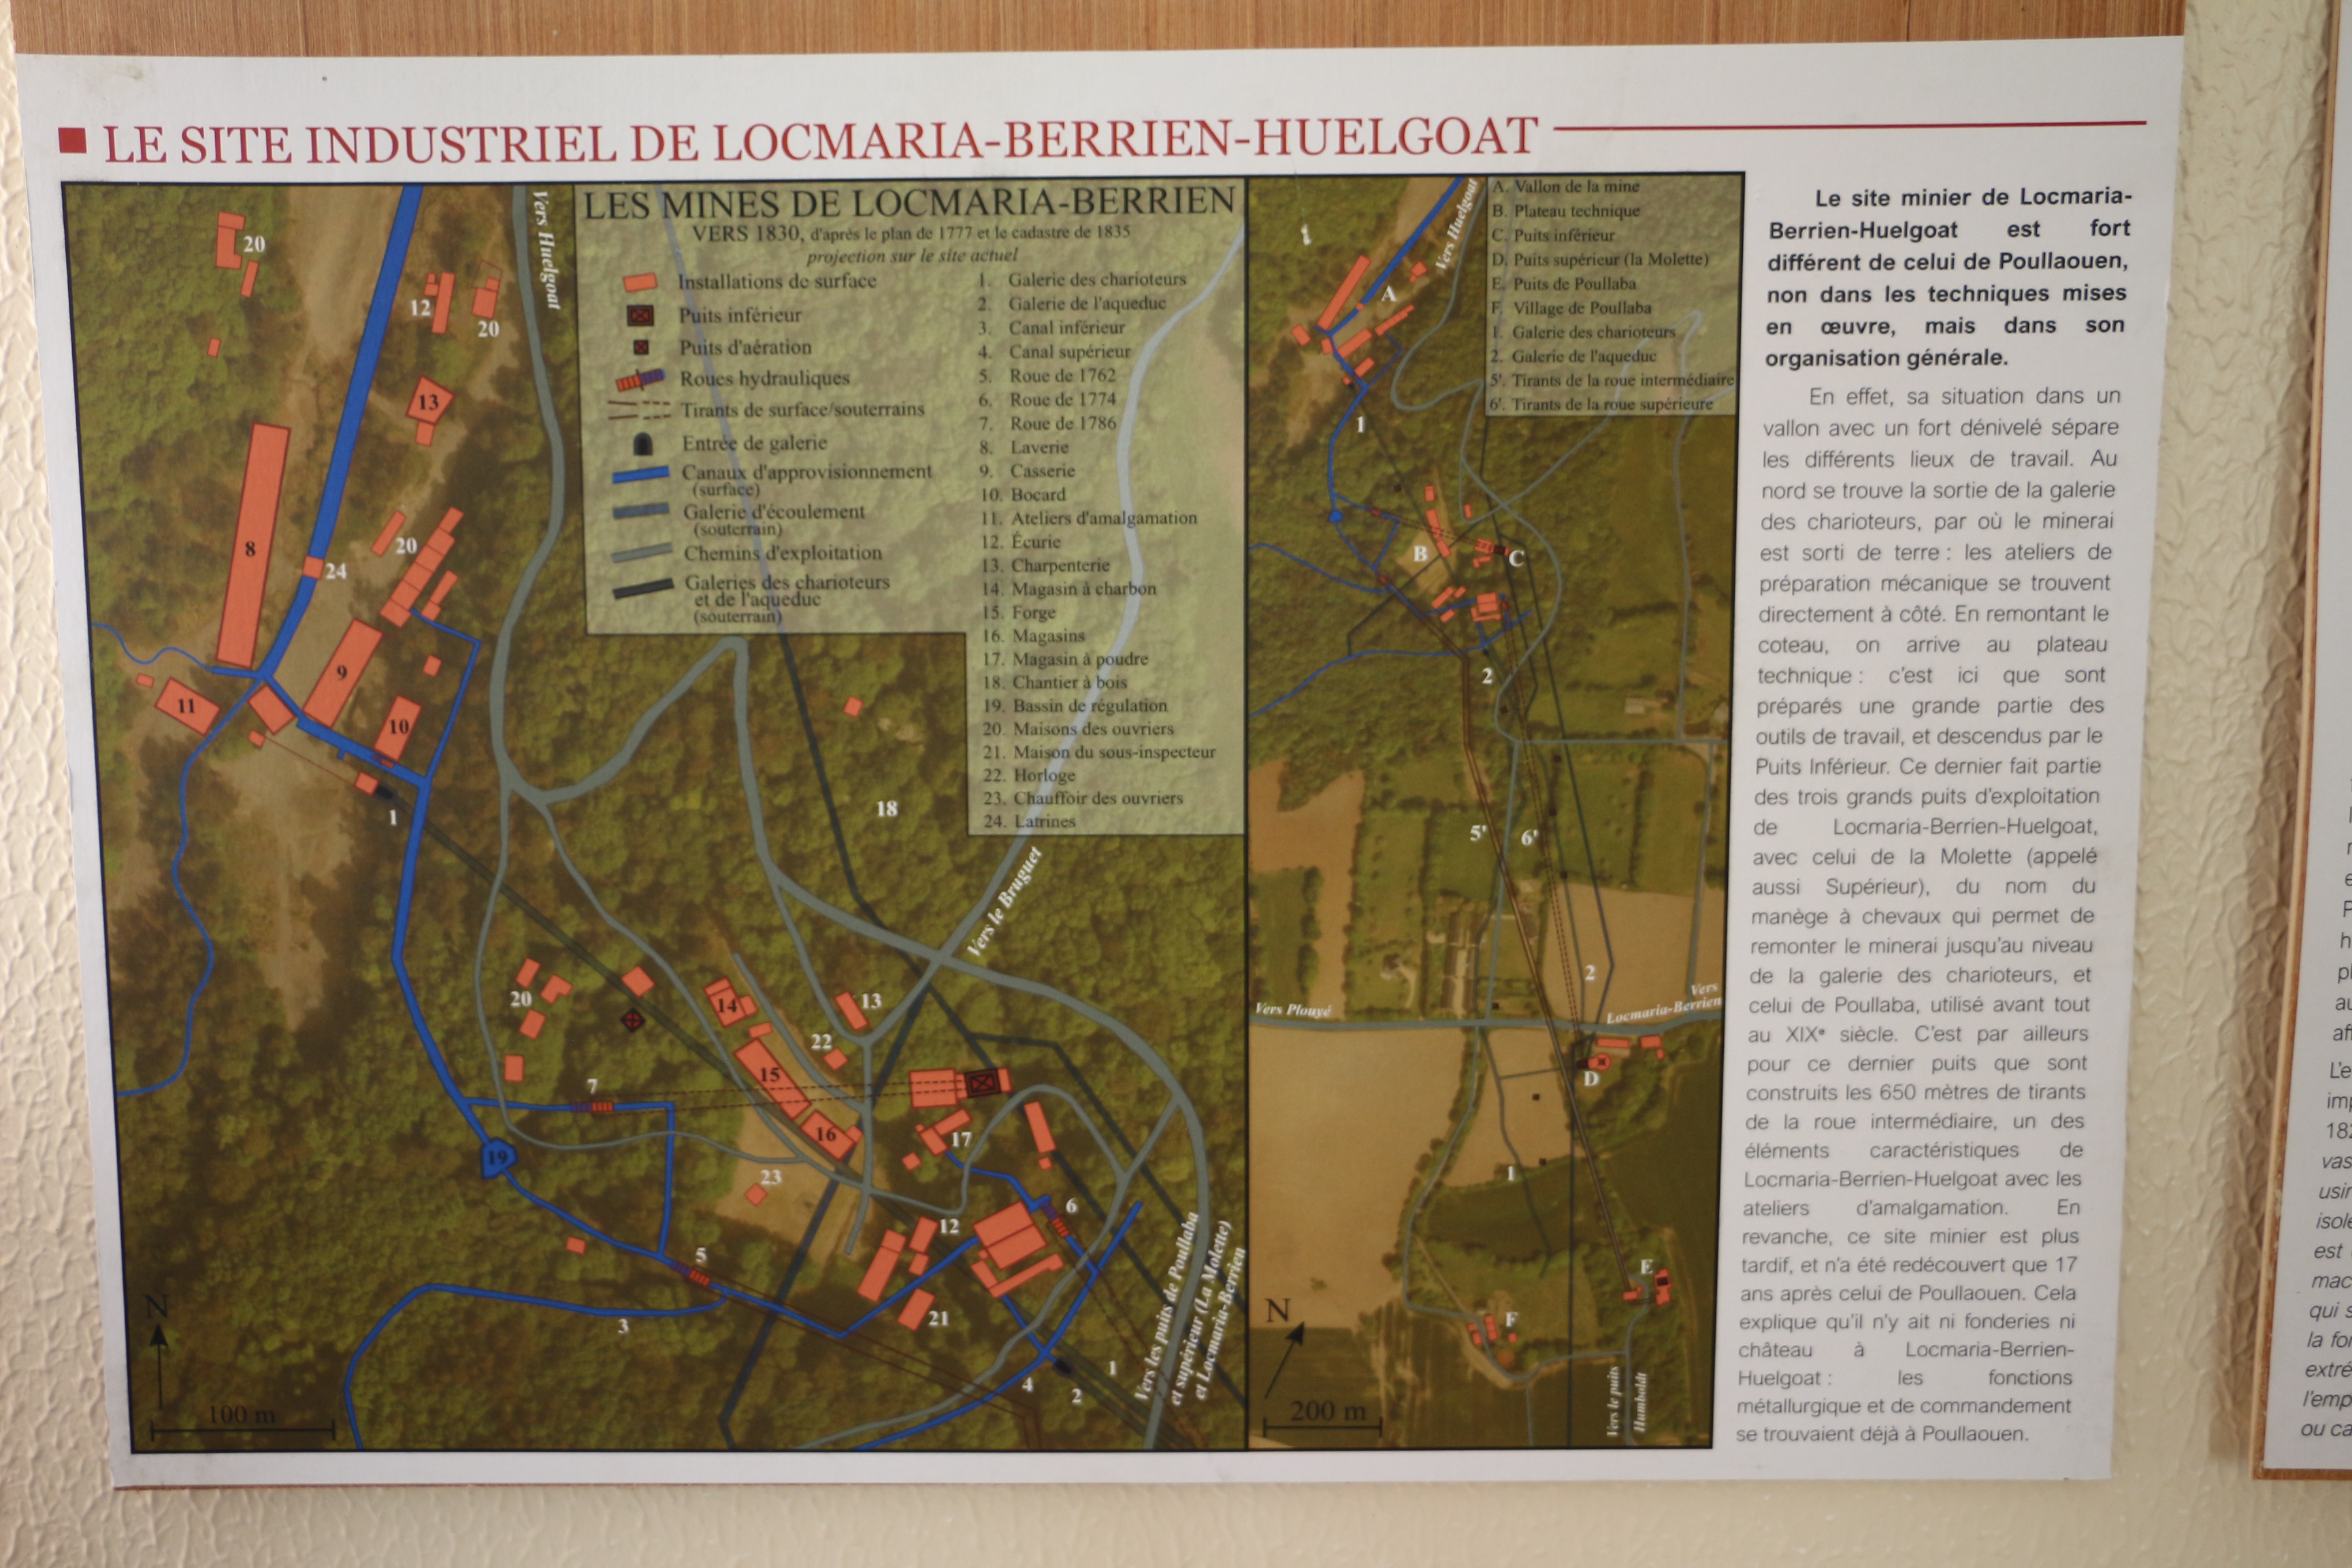 LE SITE INDUSTRIEL DE LOCMARIA-BERRIEN-HUELGOAT
LES MINES DE LOCMARIA-BERRIEN
VERS 1830, d'après le plan de 1777 et le cadastre de 1835
projection sur le site actuel
Installations de surface
Puits inférieur
Puits d'aération
Roues hydrauliques
Tirants de surface/souterrains
Entrée de galerie
Canaux d'approvisionnement
(surface)
Galerie d'écoulement
(souterrain)
Chemins d'exploitation
Galeries des charioteurs
et de l'aqueduc
(souterrain)
1. Galerie des charioteurs
2. Galerie de l'aqueduc
3. Canal inférieur
4. Canal supérieur
5. Roue de 1762
6. Roue de 1774
7. Roue de 1786
8. Laverie
9. Casserie
10. Bocard
11. Ateliers d'amalgamation
12. Écurie
13. Charpenterie
14. Magasin à charbon
15. Forge
16. Magasins
17. Magasin à poudre
18. Chantier à bois
19. Bassin de régulation
20. Maisons des ouvriers
21. Maison du sous-inspecteur
22. Horloge
23. Chauffoir des ouvriers
24. Latrines
Vers Huelgoat
20
12
20
13
8
20
24
9
11
10
1
18
Vers le Bruguet
20
14
13
22
15
7
16
17
19
23
6
12
5
21
3
4
2
1
Vers les puits de Poullaba
et supérieur (La Molette)
et Locmaria-Berrien
N
100 m
A. Vallon de la mine
B. Plateau technique
C. Puits inférieur
D. Puits supérieur (la Molette)
E. Puits de Poullaba
F. Village de Poullaba
1. Galerie des charioteurs
2. Galerie de l'aqueduc
5'. Tirants de la roue intermédiaire
6'. Tirants de la roue supérieure
Vers Huelgoat
A
1
B
C
2
5'
6'
2
Vers Plouyé
Vers
Locmaria-Berrien
D
1
E
F
N
200 m
Vers le puits
Humboldt
Le site minier de Locmaria-
Berrien-Huelgoat est fort
différent de celui de Poullaouen,
non dans les techniques mises
en œuvre, mais dans son
organisation générale.
En effet, sa situation dans un
vallon avec un fort dénivelé sépare
les différents lieux de travail. Au
nord se trouve la sortie de la galerie
des charioteurs, par où le minerai
est sorti de terre : les ateliers de
préparation mécanique se trouvent
directement à côté. En remontant le
coteau, on arrive au plateau
technique : c'est ici que sont
préparés une grande partie des
outils de travail, et descendus par le
Puits Inférieur. Ce dernier fait partie
des trois grands puits d'exploitation
de Locmaria-Berrien-Huelgoat,
avec celui de la Molette (appelé
aussi Supérieur), du nom du
manège à chevaux qui permet de
remonter le minerai jusqu'au niveau
de la galerie des charioteurs, et
celui de Poullaba, utilisé avant tout
au XIXe siècle. C'est par ailleurs
pour ce dernier puits que sont
construits les 650 mètres de tirants
de la roue intermédiaire, un des
éléments caractéristiques de
Locmaria-Berrien-Huelgoat avec les
ateliers d'amalgamation. En
revanche, ce site minier est plus
tardif, et n'a été redécouvert que 17
ans après celui de Poullaouen. Cela
explique qu'il n'y ait ni fonderies ni
château à Locmaria-Berrien-
Huelgoat : les fonctions
métallurgique et de commandement
se trouvaient déjà à Poullaouen.